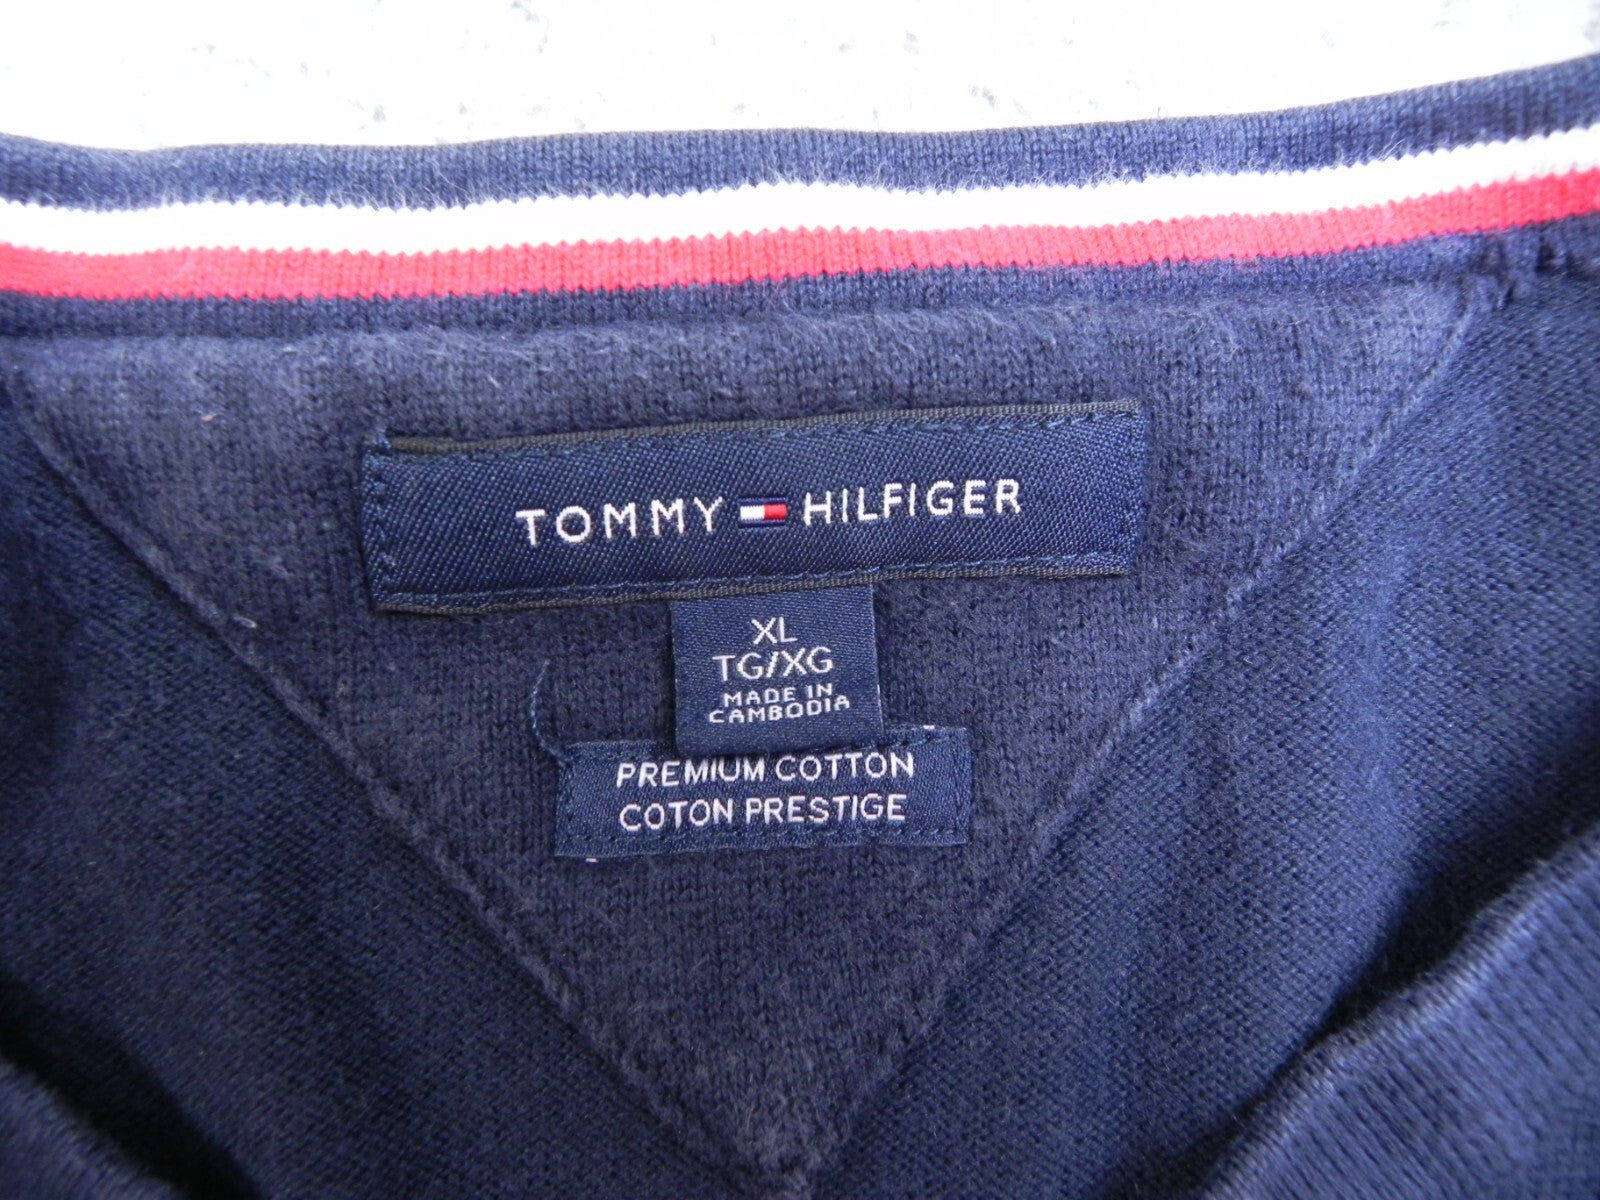 TOMMY HILFIGER
XL
TG/XG
MADE IN
CAMBODIA
PREMIUM COTTON
COTON PRESTIGE